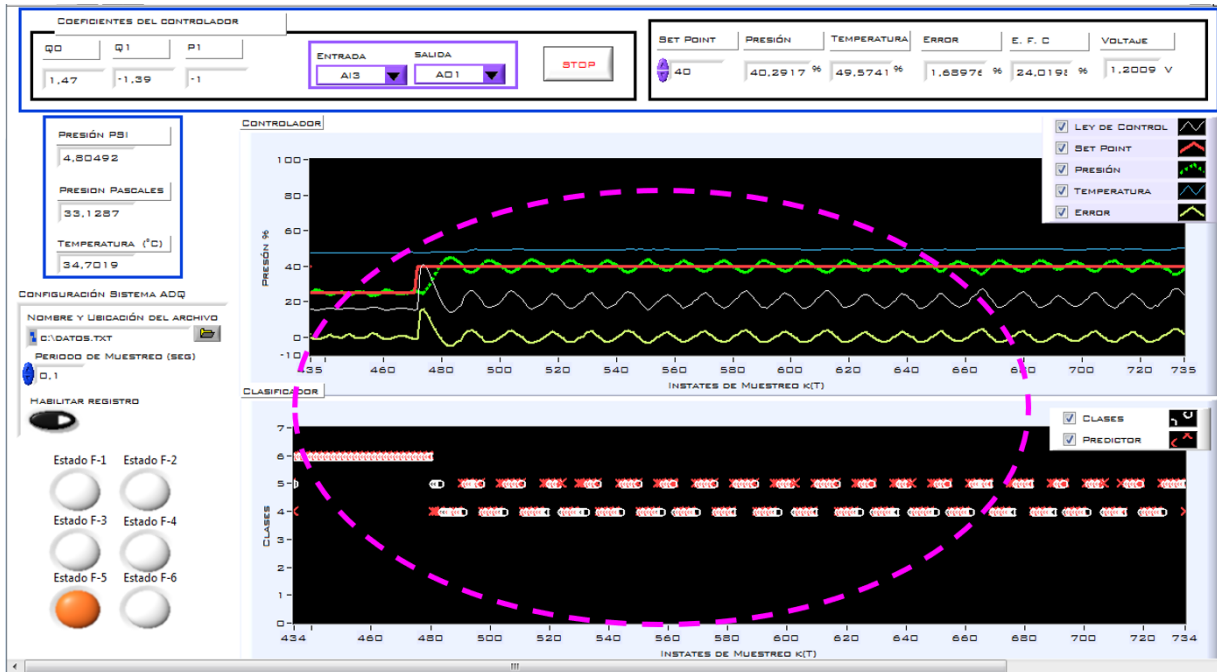 COEFICIENTES DEL CONTROLADOR
Q0 Q1 P1
1,47 -1,39 -1
ENTRADA SALIDA
AI3 AO1
STOP
SET POINT PRESIÓN TEMPERATURA ERROR E. F. C VOLTAJE
40 40,2917 % 49,5741 % % % 1,2009 V
PRESIÓN PSI
4,80492
PRESION PASCALES
33,1287
TEMPERATURA (°C)
34,7019
CONFIGURACIÓN SISTEMA ADQ
NOMBRE Y UBICACIÓN DEL ARCHIVO
C:\DATOS.TXT
PERIODO DE MUESTREO (SEG)
0,1
HABILITAR REGISTRO
Estado F-1 Estado F-2
Estado F-3 Estado F-4
Estado F-5 Estado F-6
CONTROLADOR
LEY DE CONTROL
SET POINT
PRESIÓN
TEMPERATURA
ERROR
PRESÓN %
100
80
60
40
20
0
-10
435 460 480 500 520 540 560 580 600 620 640 660 680 700 720 735
INSTATES DE MUESTREO K(T)
CLASIFICADOR
CLASES
PREDICTOR
CLASES
7
6
5
4
3
2
1
0
434 460 480 500 520 540 560 580 600 620 640 660 680 700 720 734
INSTATES DE MUESTREO K(T)